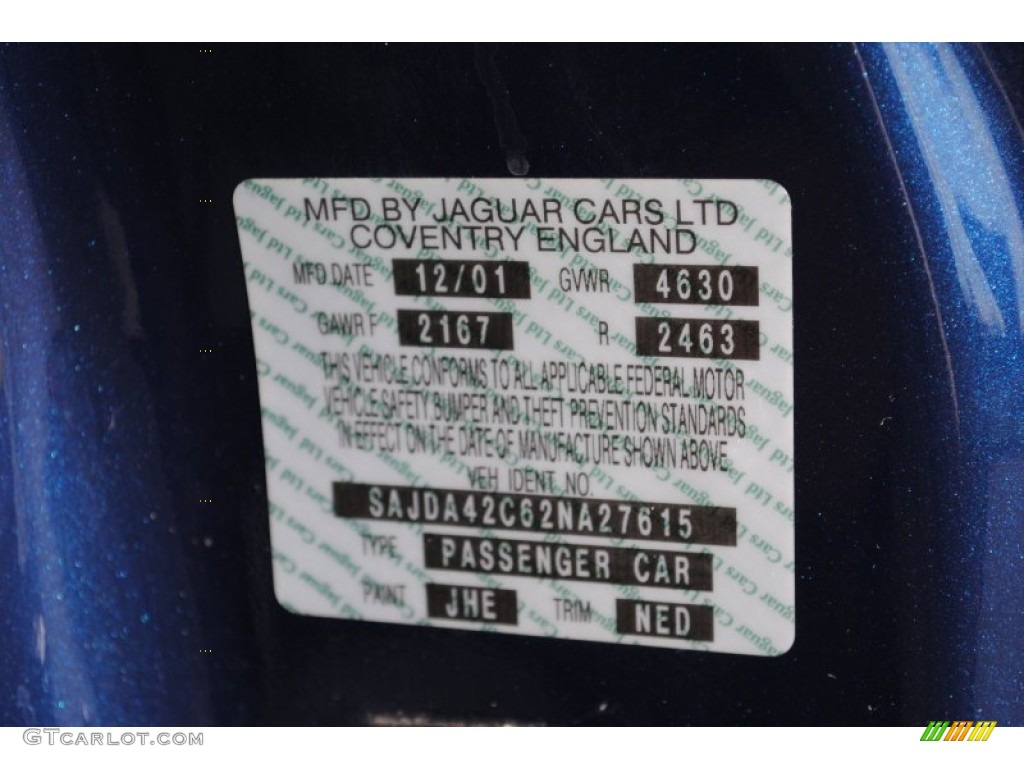 MFD BY JAGUAR CARS LTD
COVENTRY ENGLAND
MFD.DATE 12/01 GVWR 4630
GAWR F 2167 R- 2463
THIS VEHICLE CONFORMS TO ALL APPLICABLE FEDERAL MOTOR
VEHICLE SAFETY BUMPER AND THEFT PREVENTION STANDARDS
IN EFFECT ON THE DATE OF MANUFACTURE SHOWN ABOVE.
VEH IDENT. NO.
SAJDA42C62NA27615
TYPE. PASSENGER CAR
PAINT JHE TRIM NED
GTCarlot.com